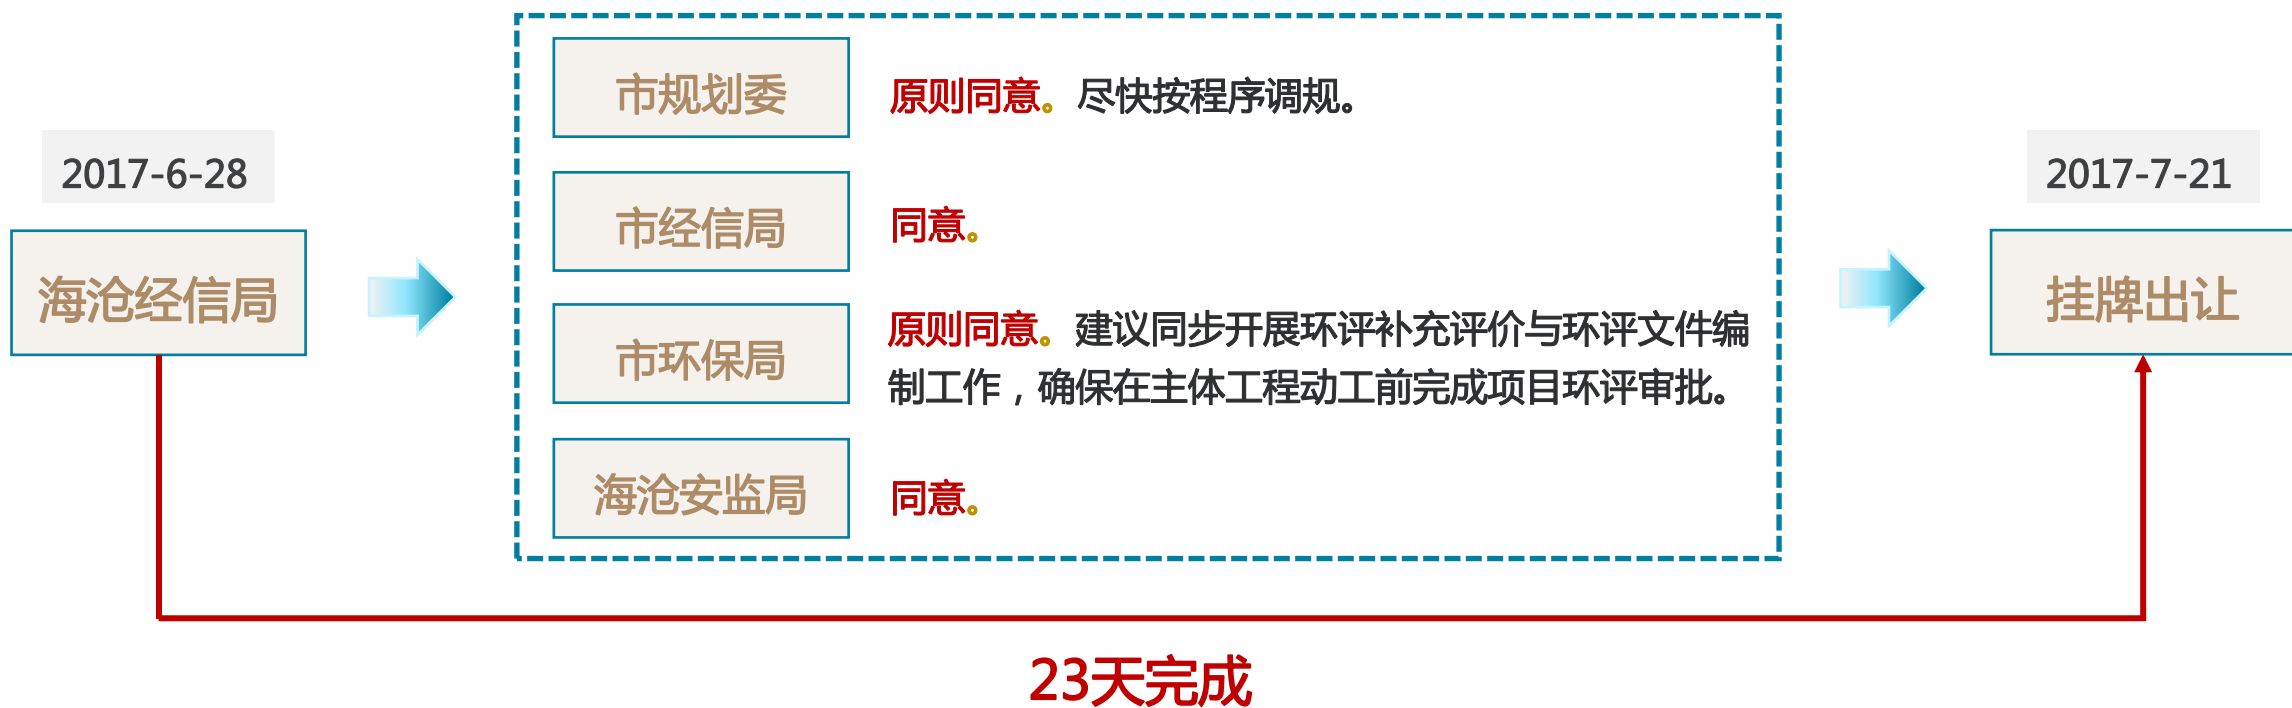 2017-6-28
海沧经信局
市规划委
原则同意。尽快按程序调规。
市经信局
同意。
市环保局
原则同意。建议同步开展环评补充评价与环评文件编
制工作，确保在主体工程动工前完成项目环评审批。
海沧安监局
同意。
2017-7-21
挂牌出让
23天完成